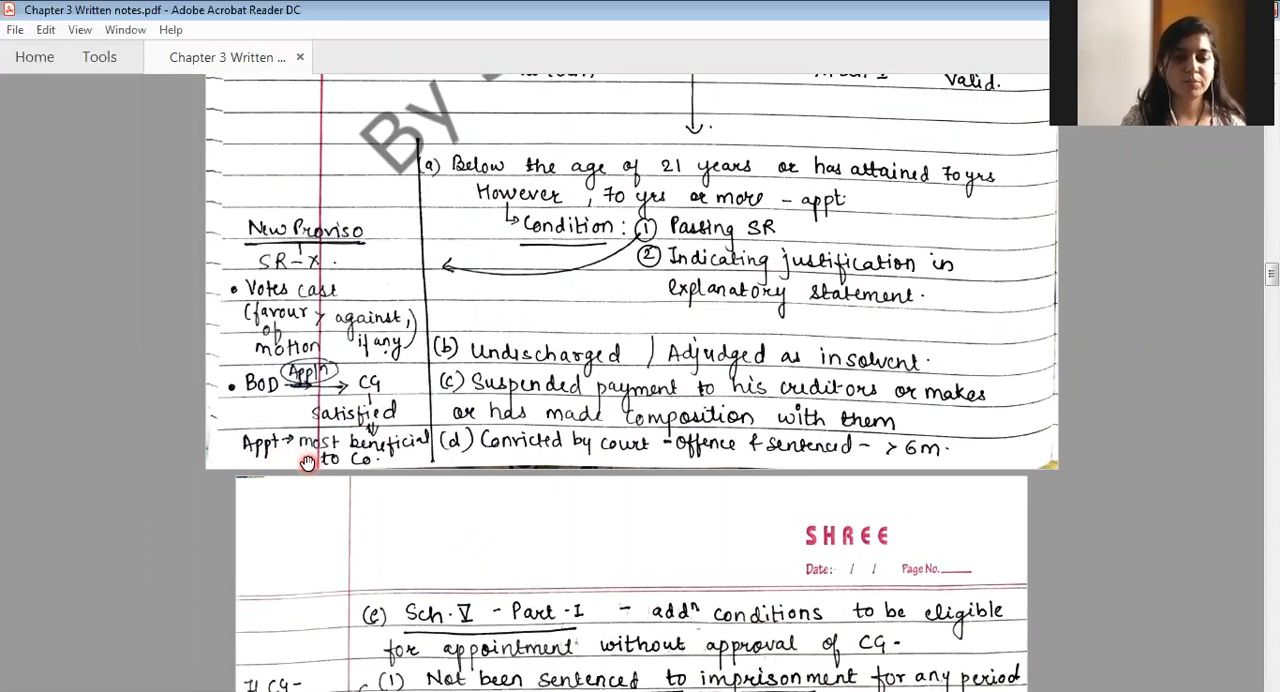 Chapter 3 Written notes.pdf - Adobe Acrobat Reader DC
File Edit View Window Help
Home Tools Chapter 3 Written ... ×
Valid.
By
(a) Below the age of 21 years or has attained 70yrs
However, 70 yrs or more - appt
Condition: ① Passing SR
② Indicating justification in
explanatory statement.
New Proviso
SR - X.
• Votes cast
(favour > against,
of
motion if any)
• BOD Appln → CG
satisfied
Appt → most beneficial
to Co.
(b) Undischarged / Adjudged as insolvent.
(c) Suspended payment to his creditors or makes
or has made composition with them
(d) Convicted by court - offence & sentenced - > 6m.
SHREE
Date: / / Page No.
(e) Sch. V - Part - I - addn conditions to be eligible
for appointment without approval of CG -
If CG -
(1) Not been sentenced to imprisonment for any period